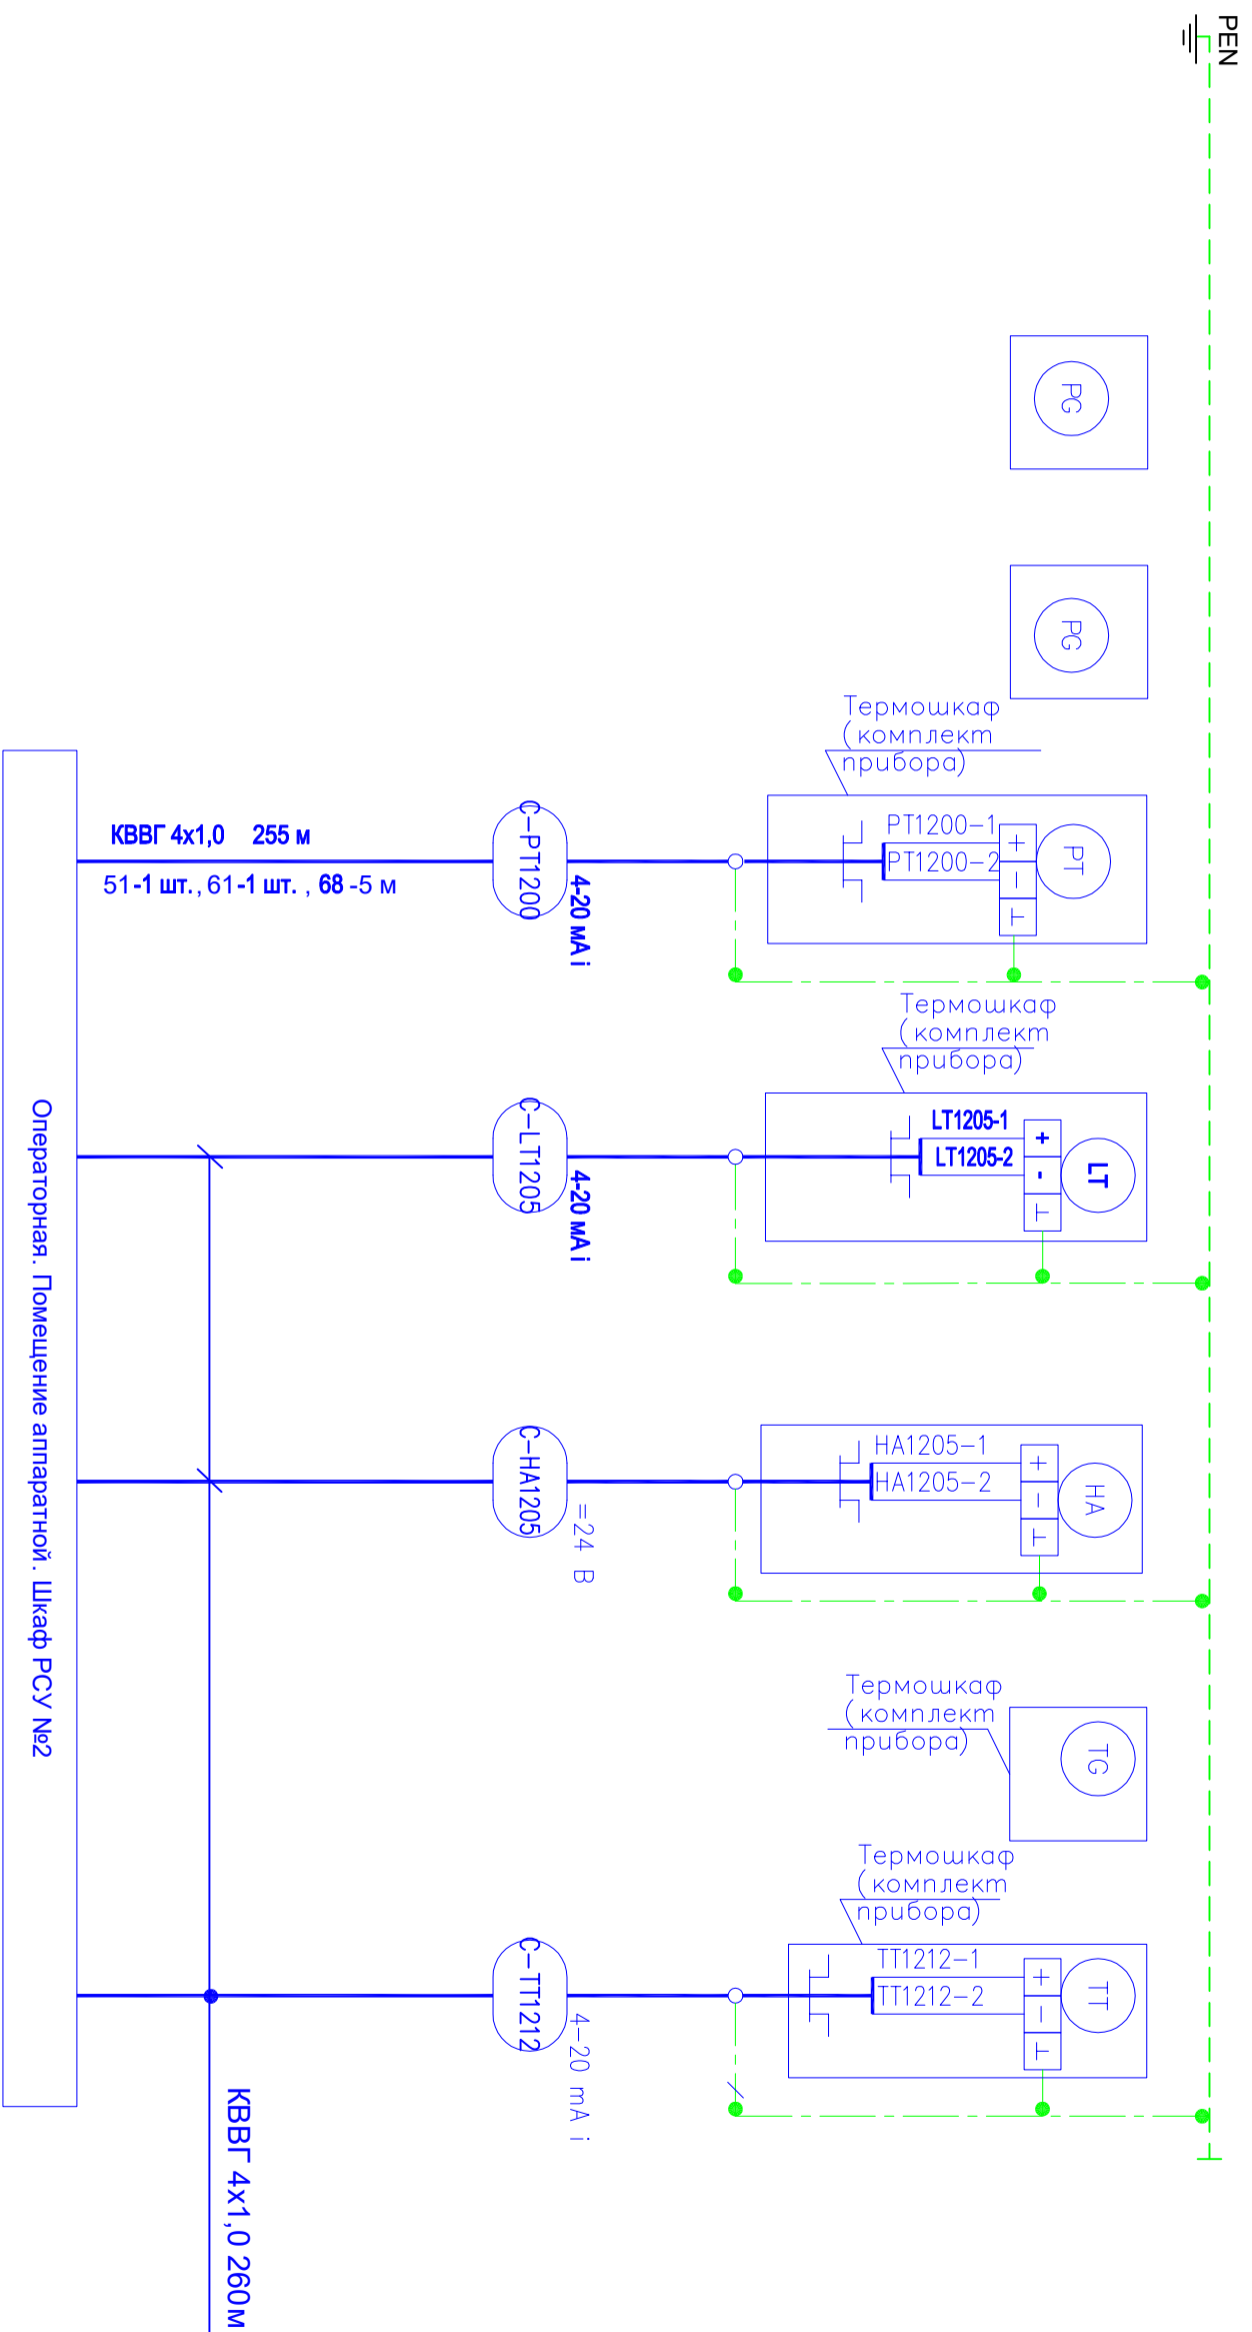 PEN
PG
PG
Термошкаф
(комплект
прибора)
PT1200-1
PT1200-2
+
-
⊥
PT
КВВГ 4х1,0 255 м
51-1 шт., 61-1 шт. , 68 -5 м
C-PT1200
4-20 мА i
Термошкаф
(комплект
прибора)
LT1205-1
LT1205-2
+
-
⊥
LT
C-LT1205
4-20 мА i
HA1205-1
HA1205-2
+
-
⊥
HA
C-HA1205
=24 В
Термошкаф
(комплект
прибора)
TG
Термошкаф
(комплект
прибора)
TT1212-1
TT1212-2
+
-
⊥
TT
C-TT1212
4-20 mA i
Операторная. Помещение аппаратной. Шкаф РСУ №2
КВВГ 4х1,0 260м